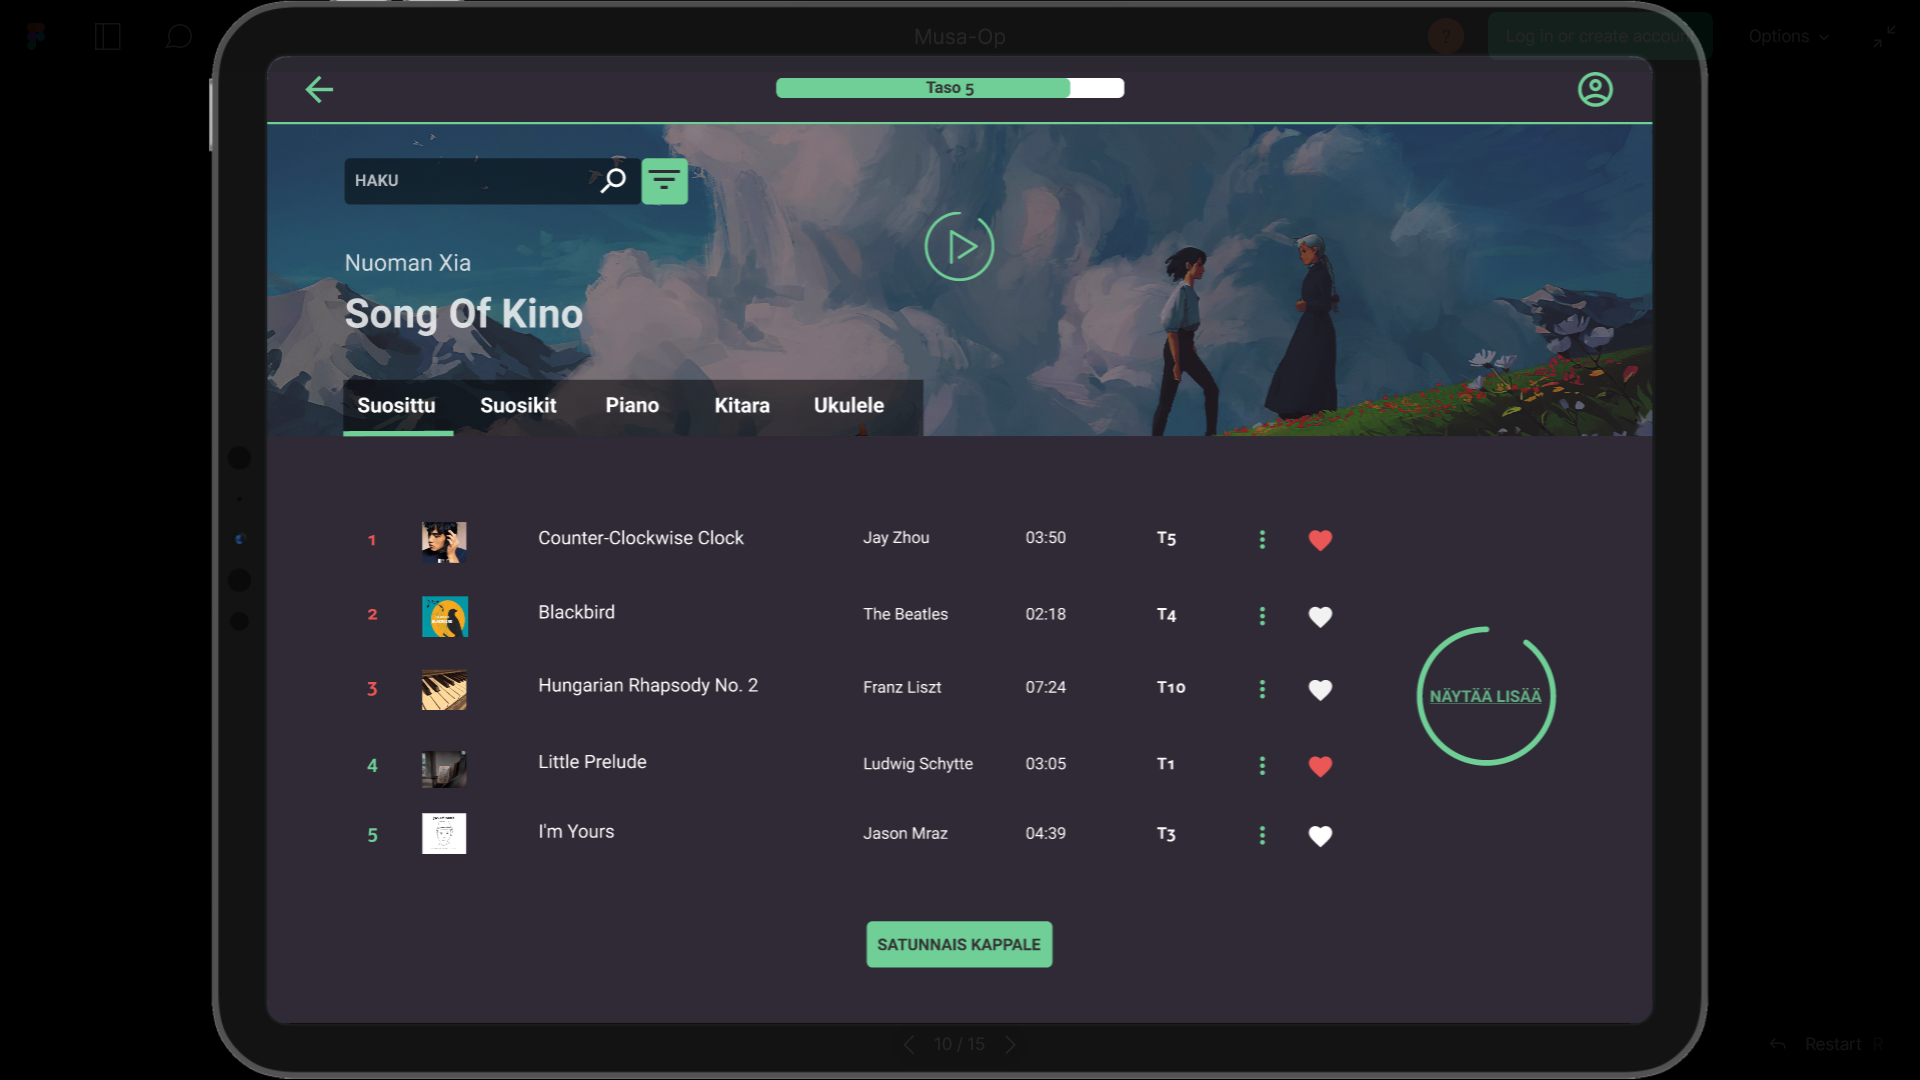 Musa-Op
?
Log in or create account
Options
Taso 5
HAKU
Nuoman Xia
Song Of Kino
Suosittu Suosikit Piano Kitara Ukulele
1 Counter-Clockwise Clock Jay Zhou 03:50 T5
2 Blackbird The Beatles 02:18 T4
3 Hungarian Rhapsody No. 2 Franz Liszt 07:24 T10
4 Little Prelude Ludwig Schytte 03:05 T1
5 I'm Yours Jason Mraz 04:39 T3
NÄYTÄÄ LISÄÄ
SATUNNAIS KAPPALE
10 / 15
Restart R